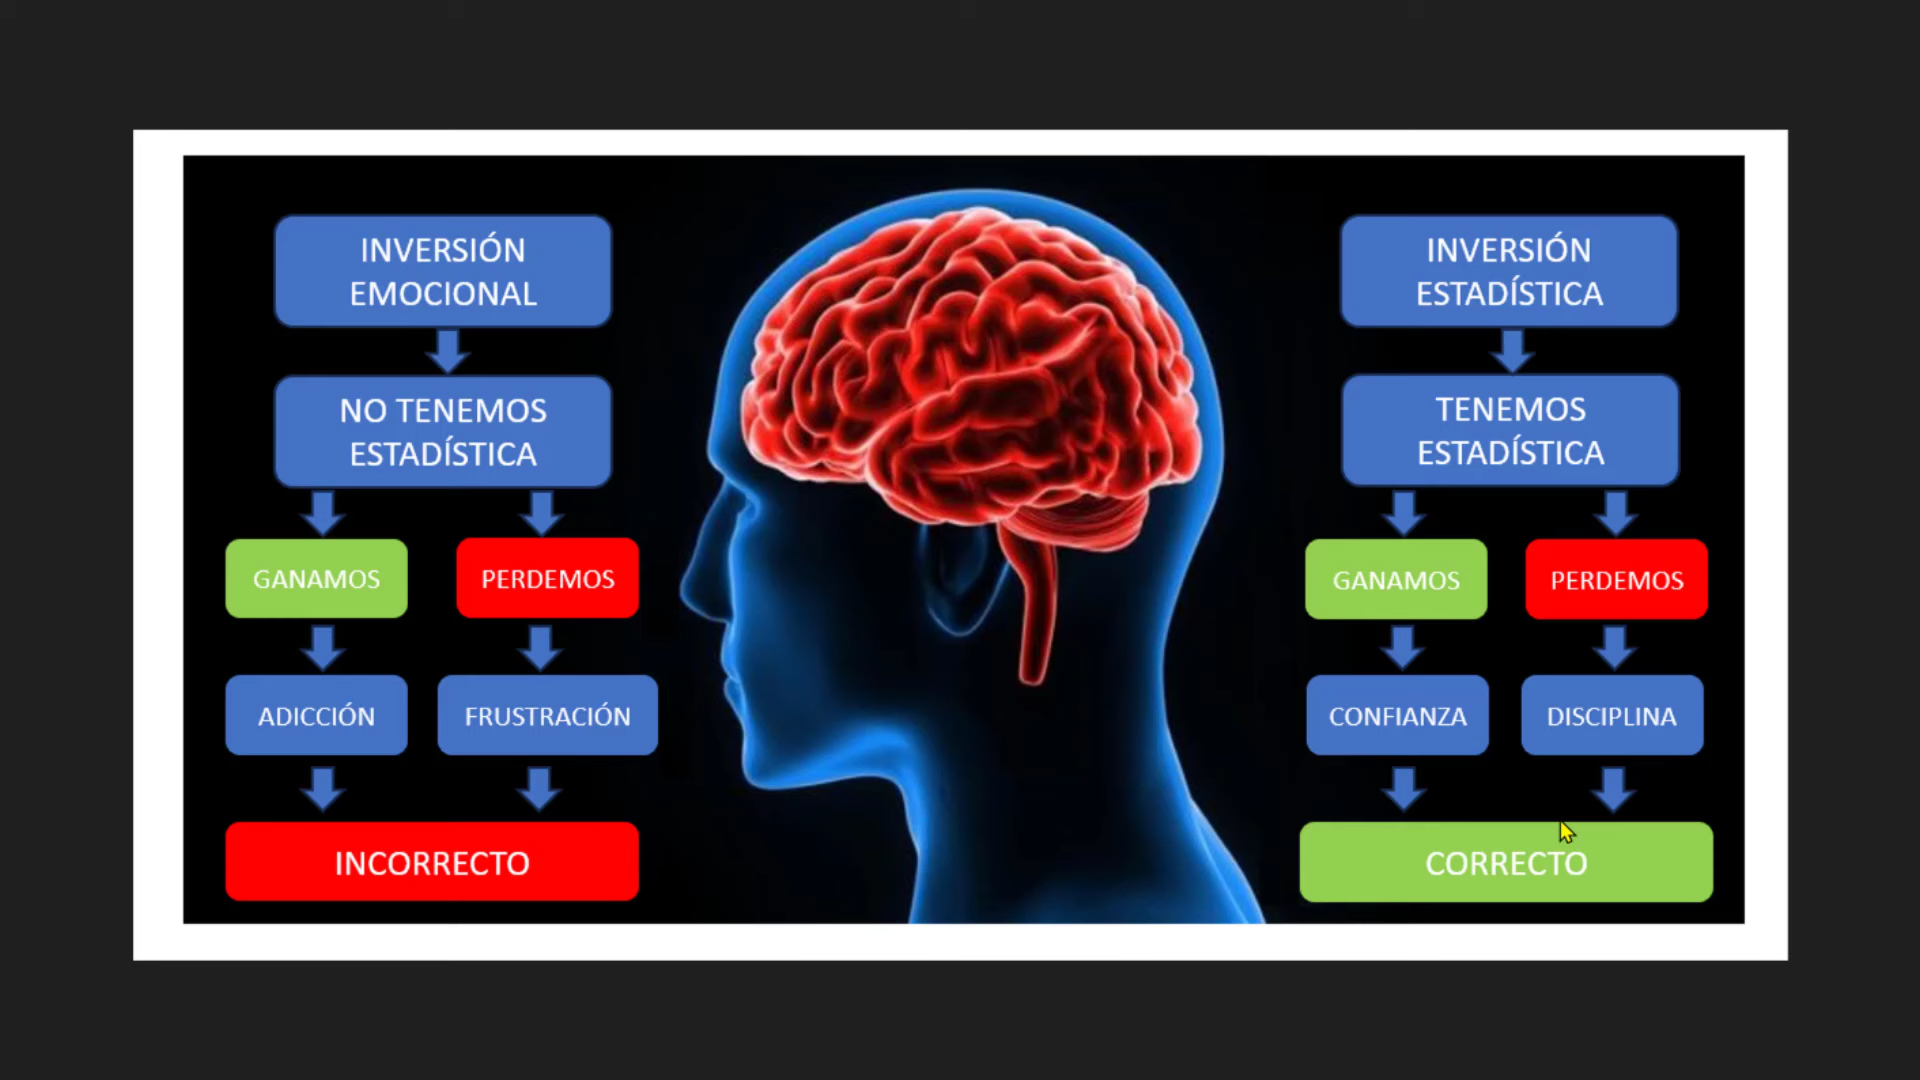 INVERSIÓN
EMOCIONAL
NO TENEMOS
ESTADÍSTICA
GANAMOS
PERDEMOS
ADICCIÓN
FRUSTRACIÓN
INCORRECTO
INVERSIÓN
ESTADÍSTICA
TENEMOS
ESTADÍSTICA
GANAMOS
PERDEMOS
CONFIANZA
DISCIPLINA
CORRECTO